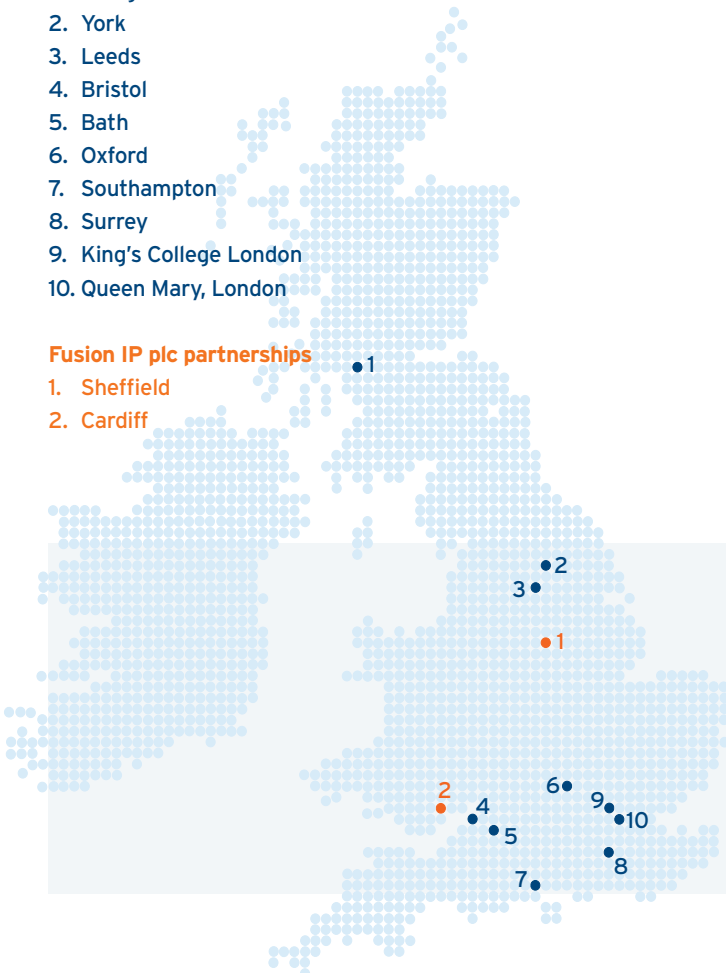 2. York
3. Leeds
4. Bristol
5. Bath
6. Oxford
7. Southampton
8. Surrey
9. King's College London
10. Queen Mary, London
Fusion IP plc partnerships
1. Sheffield
2. Cardiff
1
2
3
1
2
4
5
6
9
10
8
7